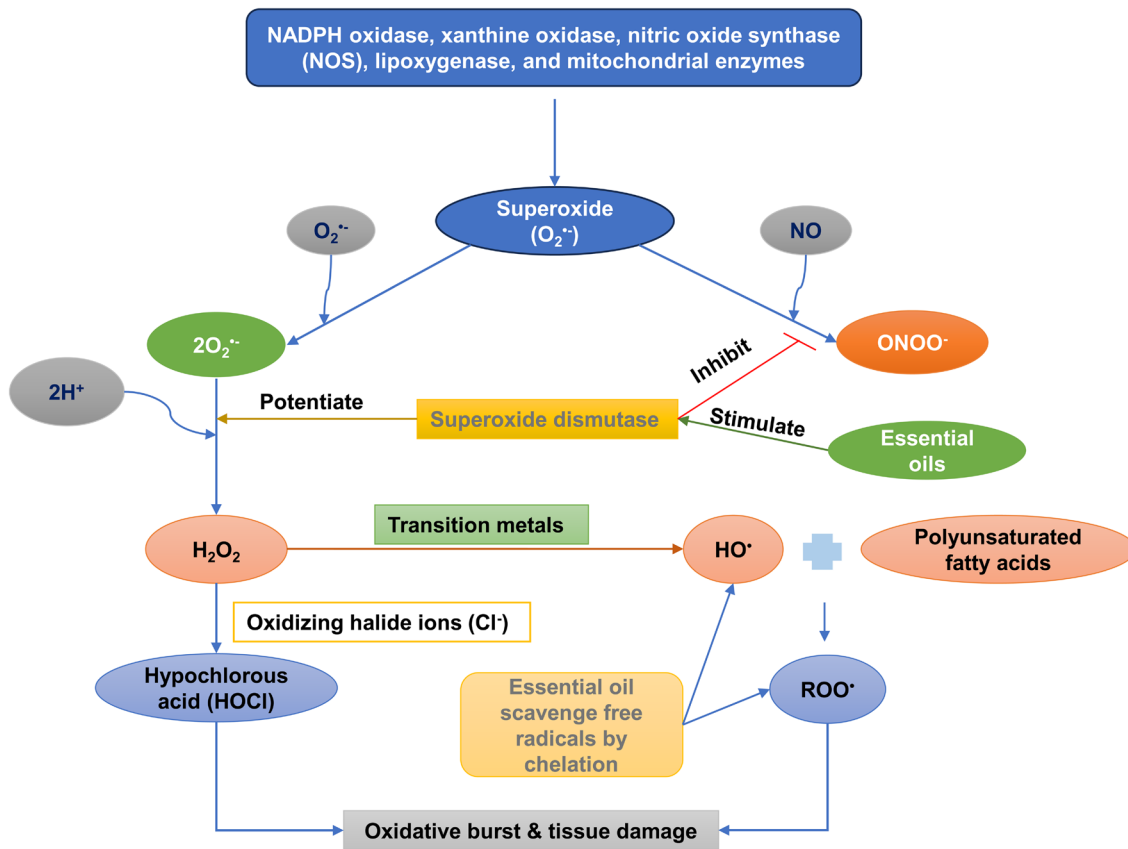 NADPH oxidase, xanthine oxidase, nitric oxide synthase
(NOS), lipoxygenase, and mitochondrial enzymes
Superoxide
(O₂•-)
O₂•-
NO
2O₂•-
ONOO-
2H⁺
Potentiate
Superoxide dismutase
Inhibit
Stimulate
Essential
oils
H₂O₂
Transition metals
HO•
Polyunsaturated
fatty acids
Oxidizing halide ions (Cl-)
Hypochlorous
acid (HOCl)
Essential oil
scavenge free
radicals by
chelation
ROO•
Oxidative burst & tissue damage